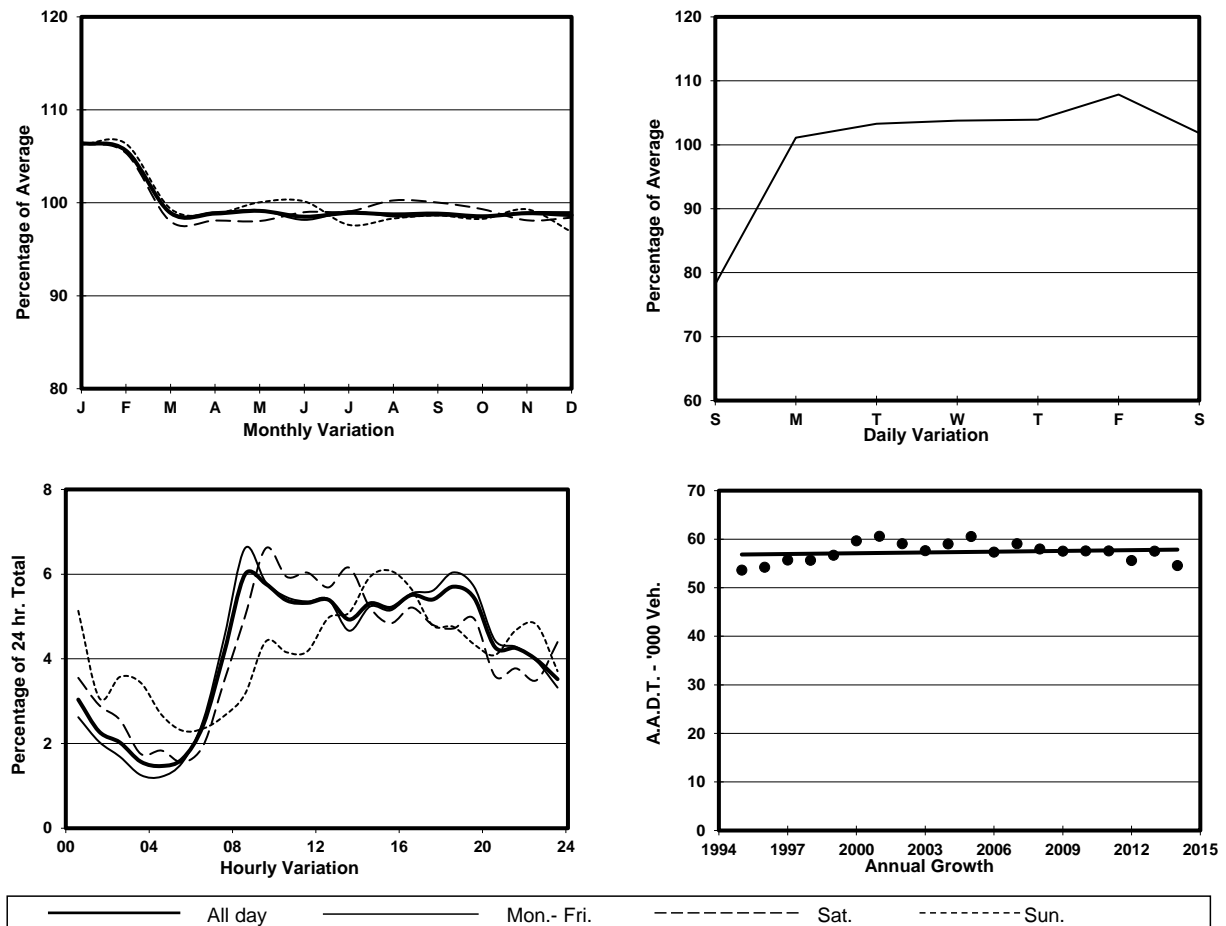 120
110
100
90
80
Percentage of Average
J F M A M J J A S O N D
Monthly Variation
120
110
100
90
80
70
60
Percentage of Average
S M T W T F S
Daily Variation
8
6
4
2
0
Percentage of 24 hr. Total
00 04 08 12 16 20 24
Hourly Variation
70
60
50
40
30
20
10
0
A.A.D.T. - '000 Veh.
1994 1997 2000 2003 2006 2009 2012 2015
Annual Growth
All day Mon.- Fri. Sat. Sun.